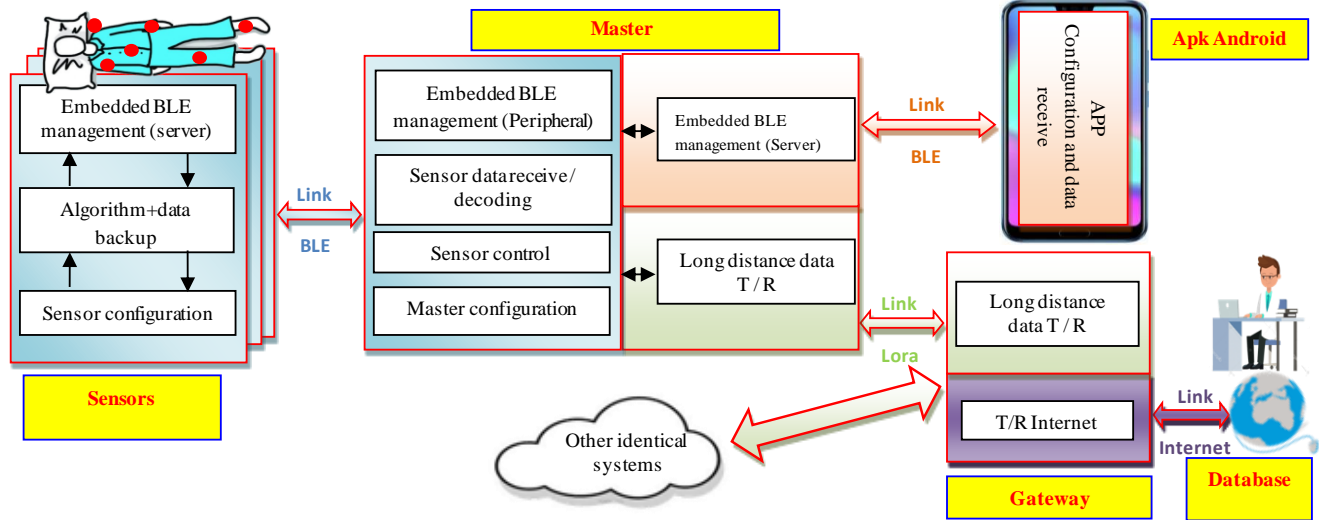 Embedded BLE
management (server)
Algorithm+data
backup
Sensor configuration
Sensors
Link
BLE
Master
Embedded BLE
management (Peripheral)
Sensor data receive/
decoding
Sensor control
Master configuration
Embedded BLE
management (Server)
Long distance data
T / R
Link
BLE
APP
Configuration and data
receive
Apk Android
Link
Lora
Long distance
data T / R
T/R Internet
Gateway
Other identical
systems
Link
Internet
Database